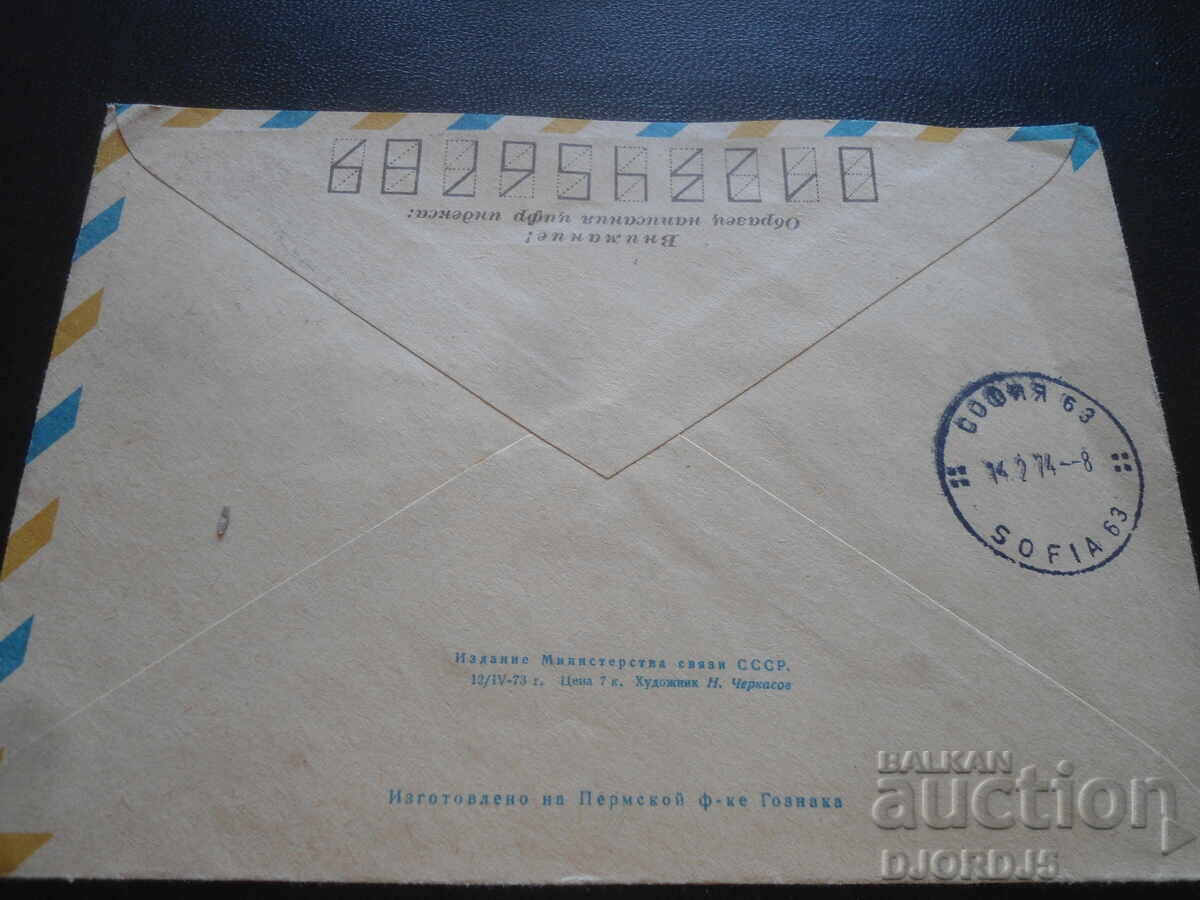 Внимание!
Образец написания цифр индекса:
0123456789
СОФИЯ 63
14.2.74--8
SOFIA 63
Издание Министерства связи СССР.
12/IV-73 г. Цена 7 к. Художник Н. Черкасов
Изготовлено на Пермской ф-ке Гознака
BALKAN
auction
DJORDJ5